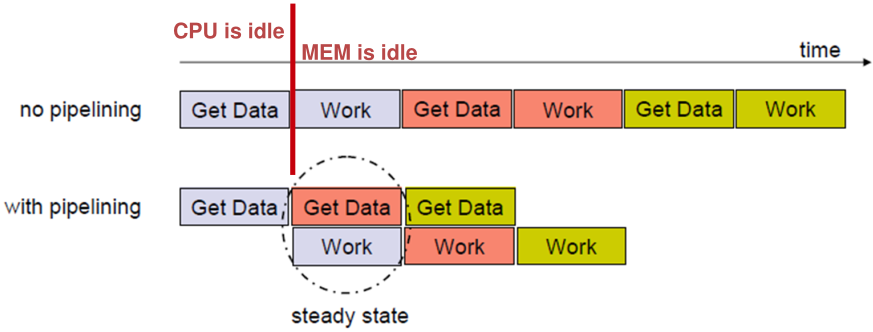 CPU is idle
MEM is idle
time
no pipelining
Get Data Work Get Data Work Get Data Work
with pipelining
Get Data Get Data Get Data
Work Work Work
steady state